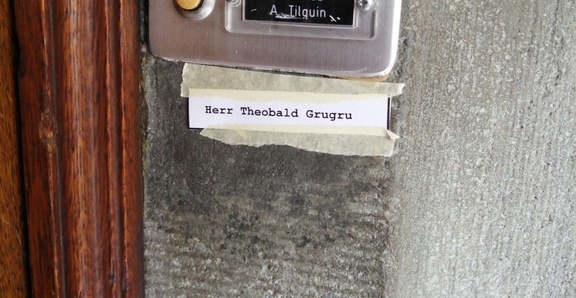 A. Tilquin
Herr Theobald Grugru